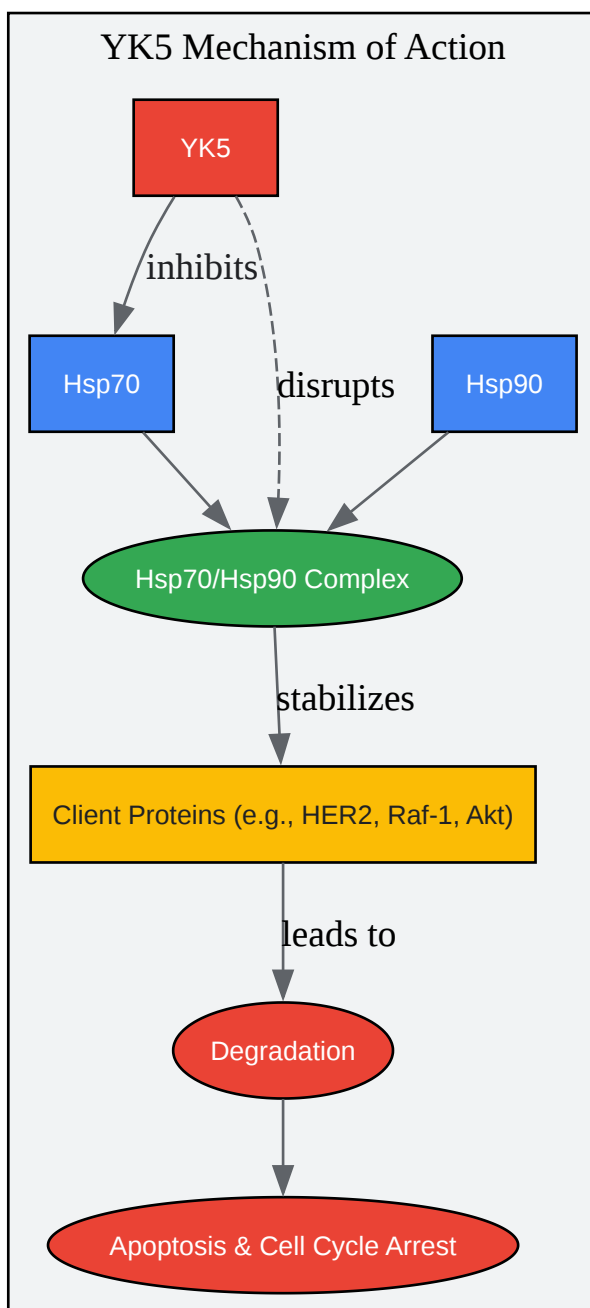 YK5 Mechanism of Action
YK5
inhibits
Hsp70
disrupts
Hsp90
Hsp70/Hsp90 Complex
stabilizes
Client Proteins (e.g., HER2, Raf-1, Akt)
leads to
Degradation
Apoptosis & Cell Cycle Arrest